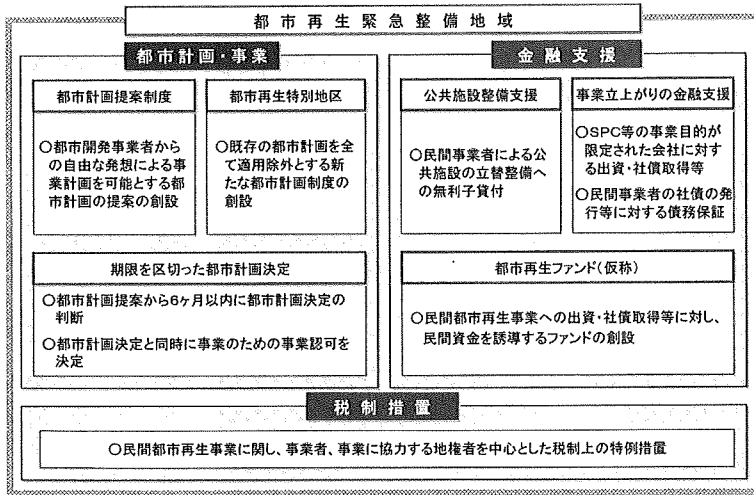 都市再生緊急整備地域
都市計画・事業
都市計画提案制度
○都市開発事業者から
の自由な発想による事
業計画を可能とする都
市計画の提案の創設
都市再生特別地区
○既存の都市計画を全
て適用除外とする新
たな都市計画制度の
創設
期限を区切った都市計画決定
○都市計画提案から6ヶ月以内に都市計画決定の
判断
○都市計画決定と同時に事業のための事業認可を
決定
金融支援
公共施設整備支援
○民間事業者による公
共施設の立替整備へ
の無利子貸付
事業立上がりの金融支援
○SPC等の事業目的が
限定された会社に対す
る出資・社債取得等
○民間事業者の社債の発
行等に対する債務保証
都市再生ファンド(仮称)
○民間都市再生事業への出資・社債取得等に対し、
民間資金を誘導するファンドの創設
税制措置
○民間都市再生事業に関し、事業者、事業に協力する地権者を中心とした税制上の特例措置